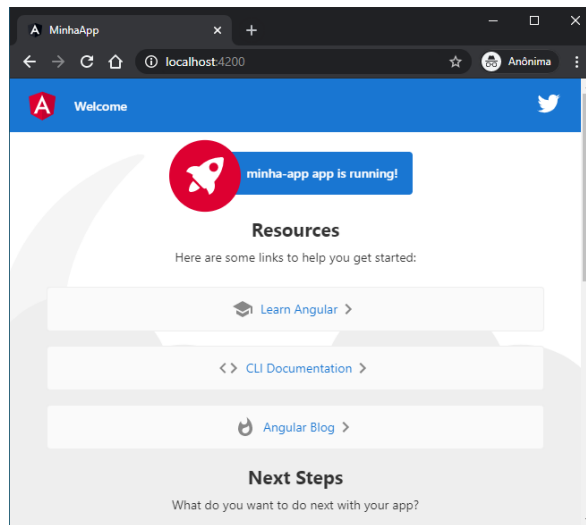 MinhaApp
localhost:4200
Anônima
Welcome
minha-app app is running!
Resources
Here are some links to help you get started:
Learn Angular
CLI Documentation
Angular Blog
Next Steps
What do you want to do next with your app?